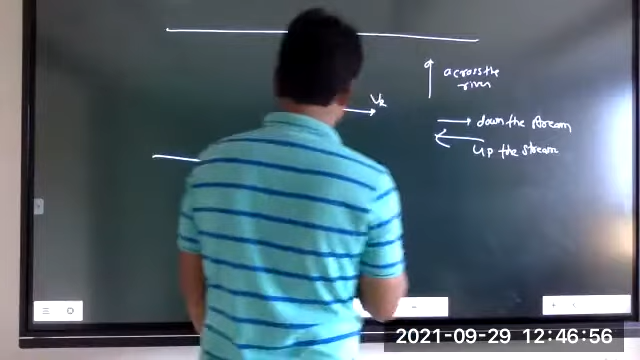 across the
river
VR
down the stream
up the stream
2021-09-29 12:46:56